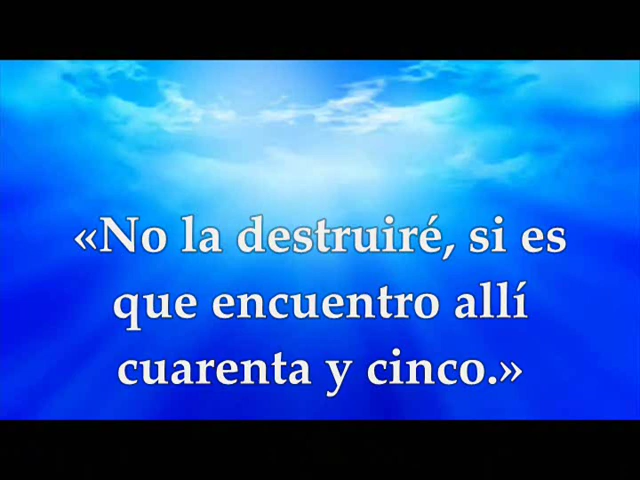 «No la destruiré, si es
que encuentro allí
cuarenta y cinco.»